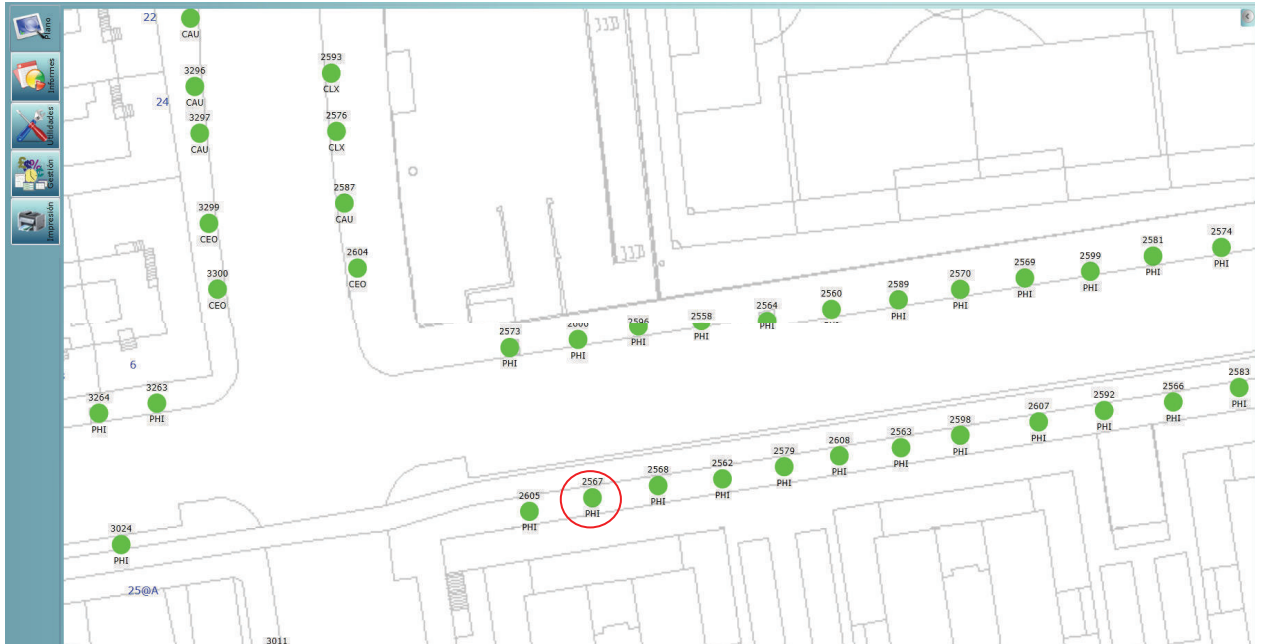 Plano
Informes
Utilidades
Gestión
Impresión
22
CAU
3296
CAU
24
3297
CAU
3299
CEO
3300
CEO
2593
CLX
2576
CLX
2587
CAU
2604
CEO
6
3264
PHI
3263
PHI
2573
PHI
PHI
2596
PHI
2558
PHI
2564
PHI
2560
2589
PHI
2570
PHI
2569
PHI
2599
PHI
2581
PHI
2574
PHI
3024
PHI
25@A
3011
2605
PHI
2567
PHI
2568
PHI
2562
PHI
2579
PHI
2608
PHI
2563
PHI
2598
PHI
2607
PHI
2592
PHI
2566
PHI
2583
PHI